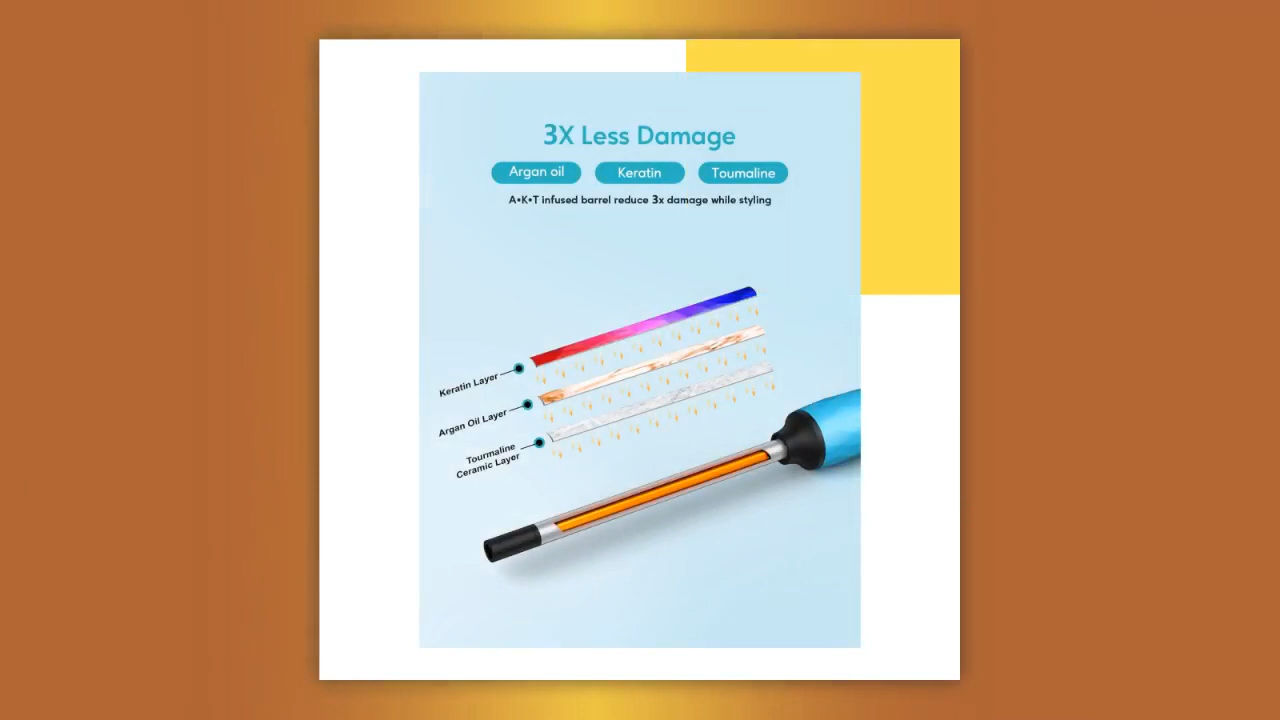 3X Less Damage
Argan oil Keratin Toumaline
A•K•T infused barrel reduce 3x damage while styling
Keratin Layer
Argan Oil Layer
Tourmaline
Ceramic Layer